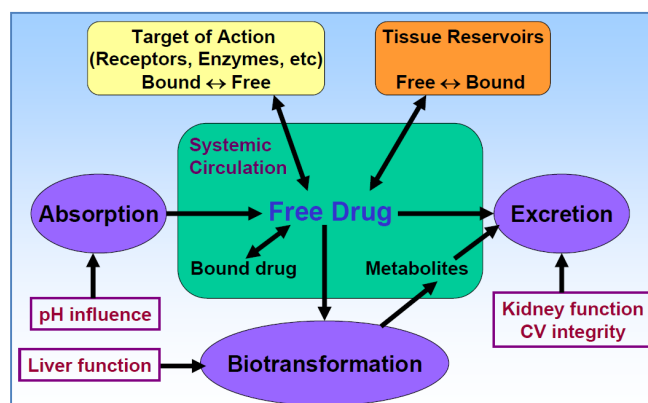 Target of Action
(Receptors, Enzymes, etc)
Bound ↔ Free
Tissue Reservoirs
Free ↔ Bound
Systemic
Circulation
Absorption
Free Drug
Excretion
Bound drug
Metabolites
pH influence
Kidney function
CV integrity
Liver function
Biotransformation